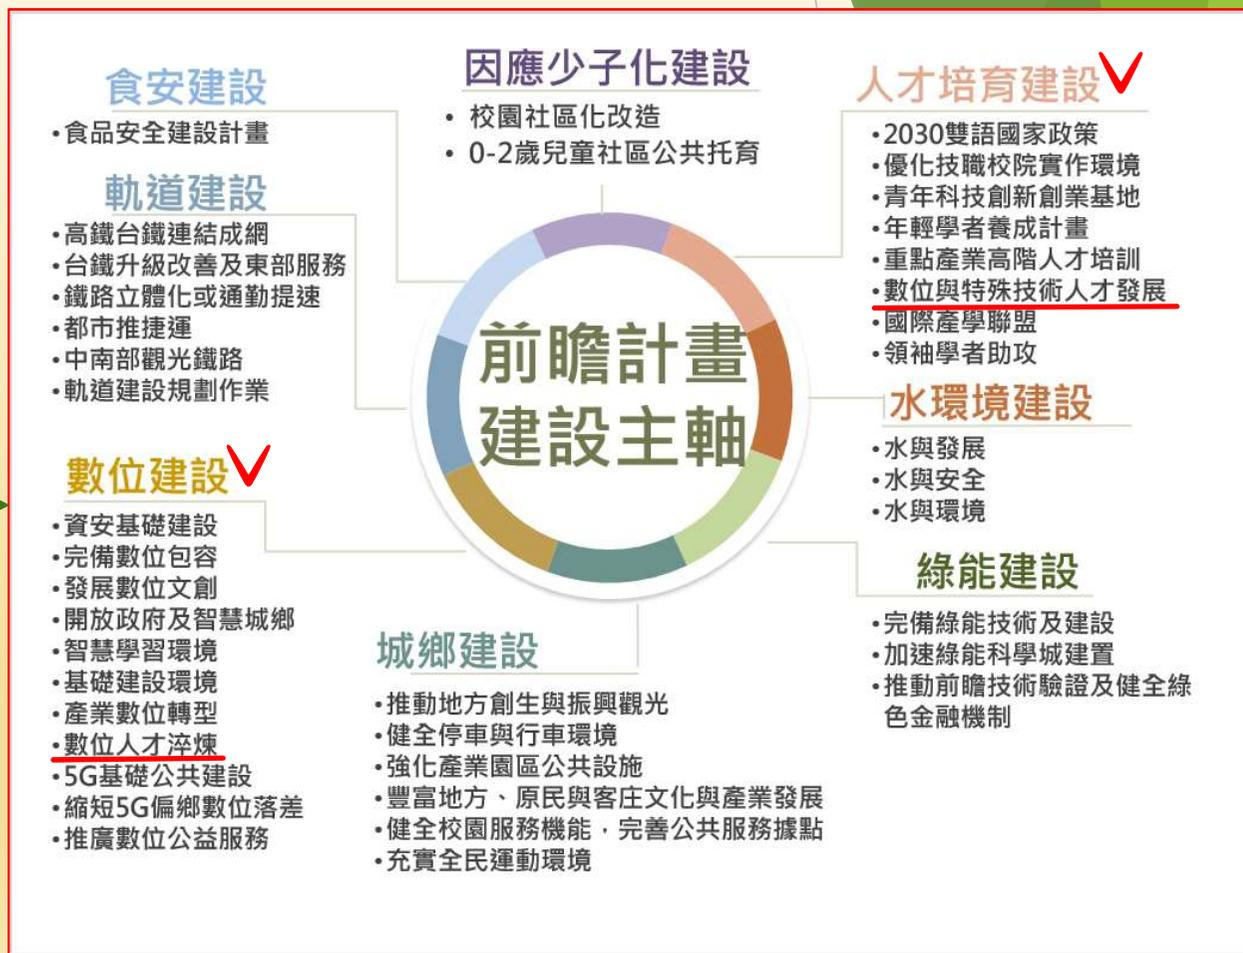 因應少子化建設
• 校園社區化改造
• 0-2歲兒童社區公共托育
食安建設
•食品安全建設計畫
軌道建設
•高鐵台鐵連結成網
•台鐵升級改善及東部服務
•鐵路立體化或通勤提速
•都市推捷運
•中南部觀光鐵路
•軌道建設規劃作業
人才培育建設
•2030雙語國家政策
•優化技職校院實作環境
•青年科技創新創業基地
•年輕學者養成計畫
•重點產業高階人才培訓
•數位與特殊技術人才發展
•國際產學聯盟
•領袖學者助攻
前瞻計畫
建設主軸
水環境建設
•水與發展
•水與安全
•水與環境
數位建設
•資安基礎建設
•完備數位包容
•發展數位文創
•開放政府及智慧城鄉
•智慧學習環境
•基礎建設環境
•產業數位轉型
•數位人才淬煉
•5G基礎公共建設
•縮短5G偏鄉數位落差
•推廣數位公益服務
城鄉建設
•推動地方創生與振興觀光
•健全停車與行車環境
•強化產業園區公共設施
•豐富地方、原民與客庄文化與產業發展
•健全校園服務機能，完善公共服務據點
•充實全民運動環境
綠能建設
•完備綠能技術及建設
•加速綠能科學城建置
•推動前瞻技術驗證及健全綠
色金融機制